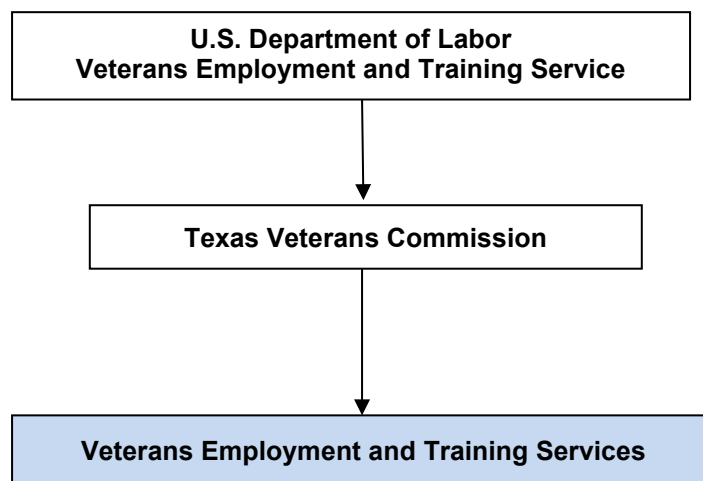 U.S. Department of Labor
Veterans Employment and Training Service
Texas Veterans Commission
Veterans Employment and Training Services